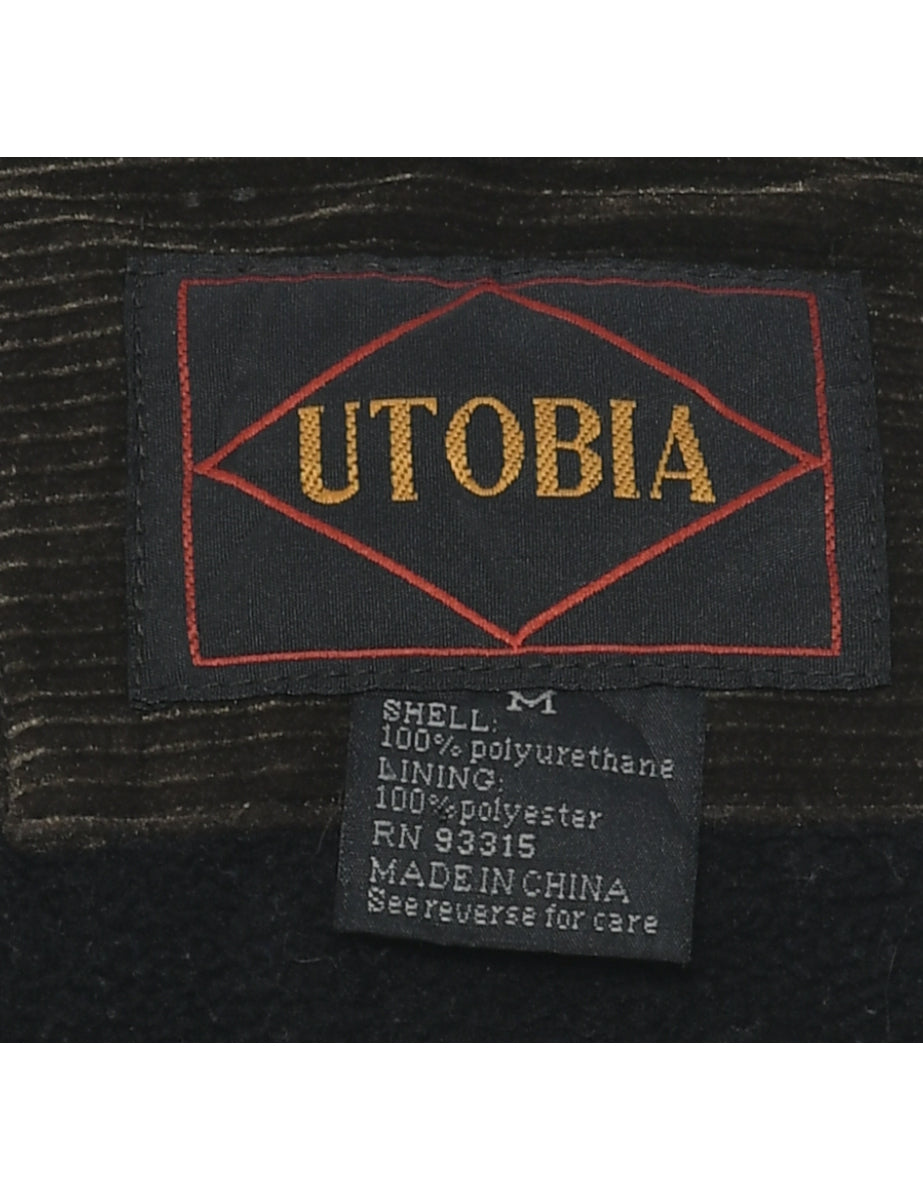 UTOBIA
M
SHELL:
100% polyurethane
LINING:
100% polyester
RN 93315
MADE IN CHINA
See reverse for care